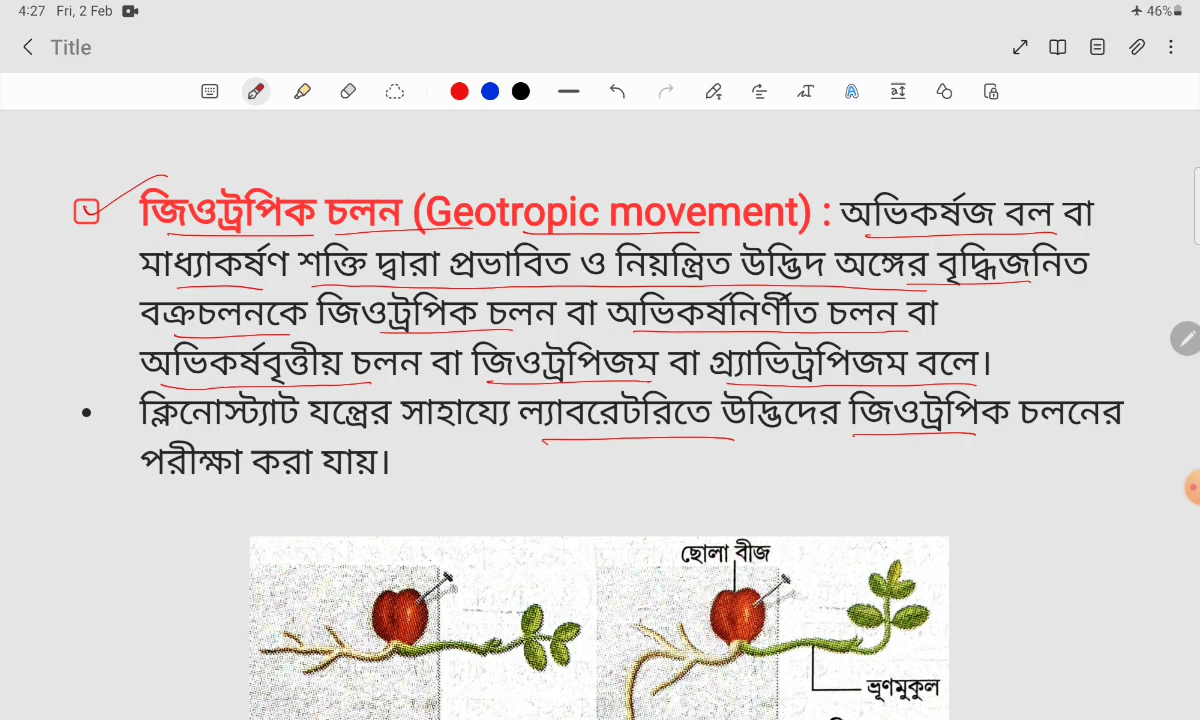 4:27 Fri, 2 Feb
46%
Title
জিওট্রপিক চলন (Geotropic movement) : অভিকর্ষজ বল বা
মাধ্যাকর্ষণ শক্তি দ্বারা প্রভাবিত ও নিয়ন্ত্রিত উদ্ভিদ অঙ্গের বৃদ্ধিজনিত
বক্রচলনকে জিওট্রপিক চলন বা অভিকর্ষনির্ণীত চলন বা
অভিকর্ষবৃত্তীয় চলন বা জিওট্রপিজম বা গ্র্যাভিট্রপিজম বলে।
• ক্লিনোস্ট্যাট যন্ত্রের সাহায্যে ল্যাবরেটরিতে উদ্ভিদের জিওট্রপিক চলনের
পরীক্ষা করা যায়।
ছোলা বীজ
ভ্রূণমুকুল